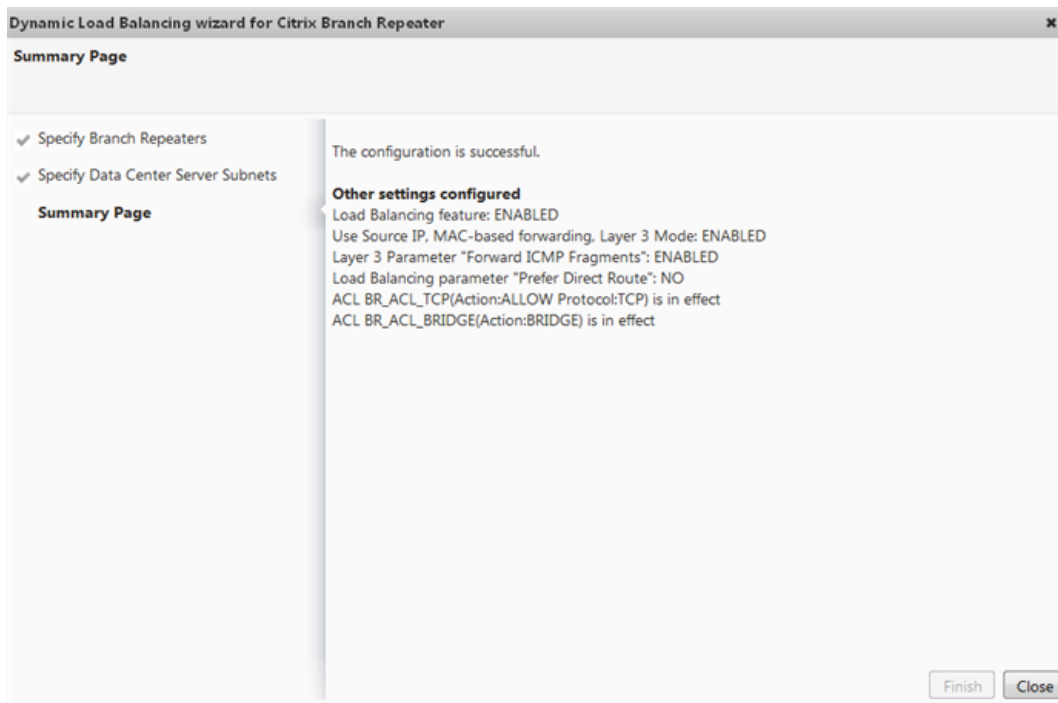 Dynamic Load Balancing wizard for Citrix Branch Repeater
Summary Page
Specify Branch Repeaters
Specify Data Center Server Subnets
Summary Page
The configuration is successful.
Other settings configured
Load Balancing feature: ENABLED
Use Source IP, MAC-based forwarding, Layer 3 Mode: ENABLED
Layer 3 Parameter "Forward ICMP Fragments": ENABLED
Load Balancing parameter "Prefer Direct Route": NO
ACL BR_ACL_TCP(Action:ALLOW Protocol:TCP) is in effect
ACL BR_ACL_BRIDGE(Action:BRIDGE) is in effect
Finish
Close